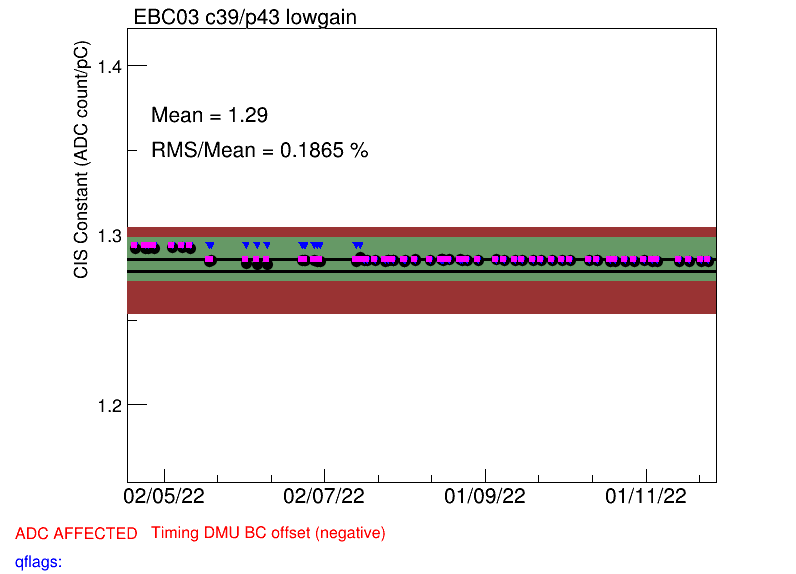 EBC03 c39/p43 lowgain
CIS Constant (ADC count/pC)
1.4
1.3
1.2
Mean = 1.29
RMS/Mean = 0.1865 %
02/05/22 02/07/22 01/09/22 01/11/22
ADC AFFECTED Timing DMU BC offset (negative)
qflags: